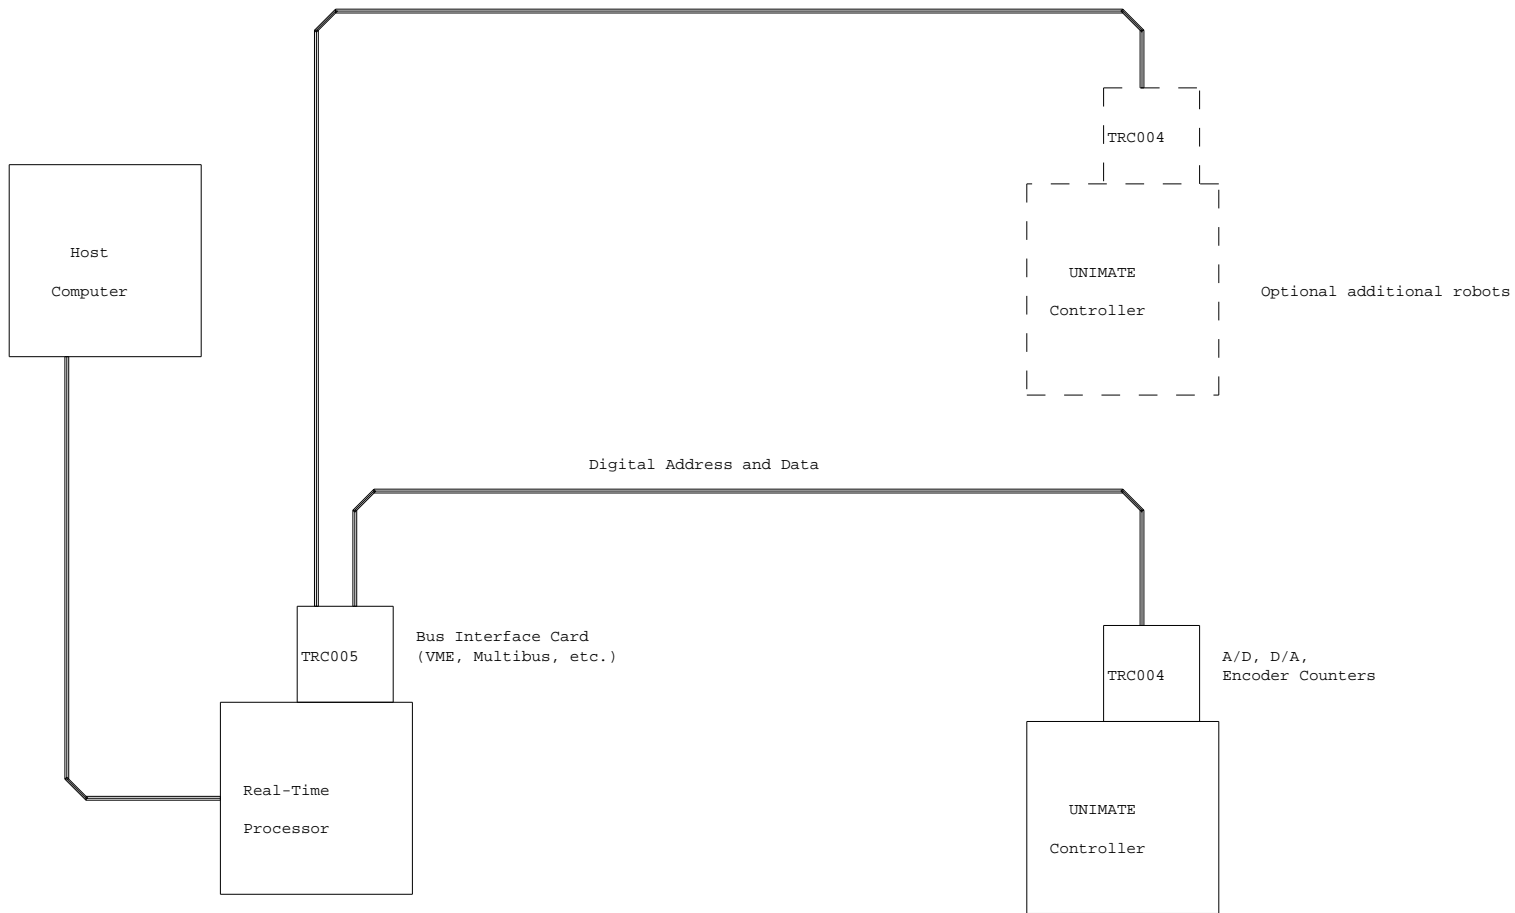 TRC004
Host
Computer
UNIMATE
Controller
Optional additional robots
Digital Address and Data
TRC005
Bus Interface Card
(VME, Multibus, etc.)
TRC004
A/D, D/A,
Encoder Counters
Real-Time
Processor
UNIMATE
Controller